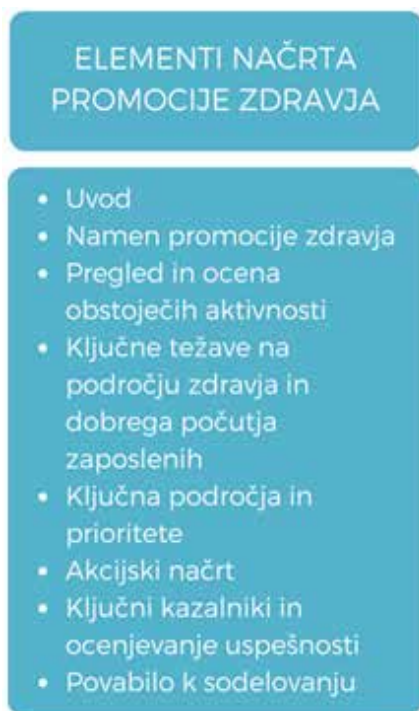 ELEMENTI NAČRTA
PROMOCIJE ZDRAVJA
• Uvod
• Namen promocije zdravja
• Pregled in ocena
obstoječih aktivnosti
• Ključne težave na
področju zdravja in
dobrega počutja
zaposlenih
• Ključna področja in
prioritete
• Akcijski načrt
• Ključni kazalniki in
ocenjevanje uspešnosti
• Povabilo k sodelovanju